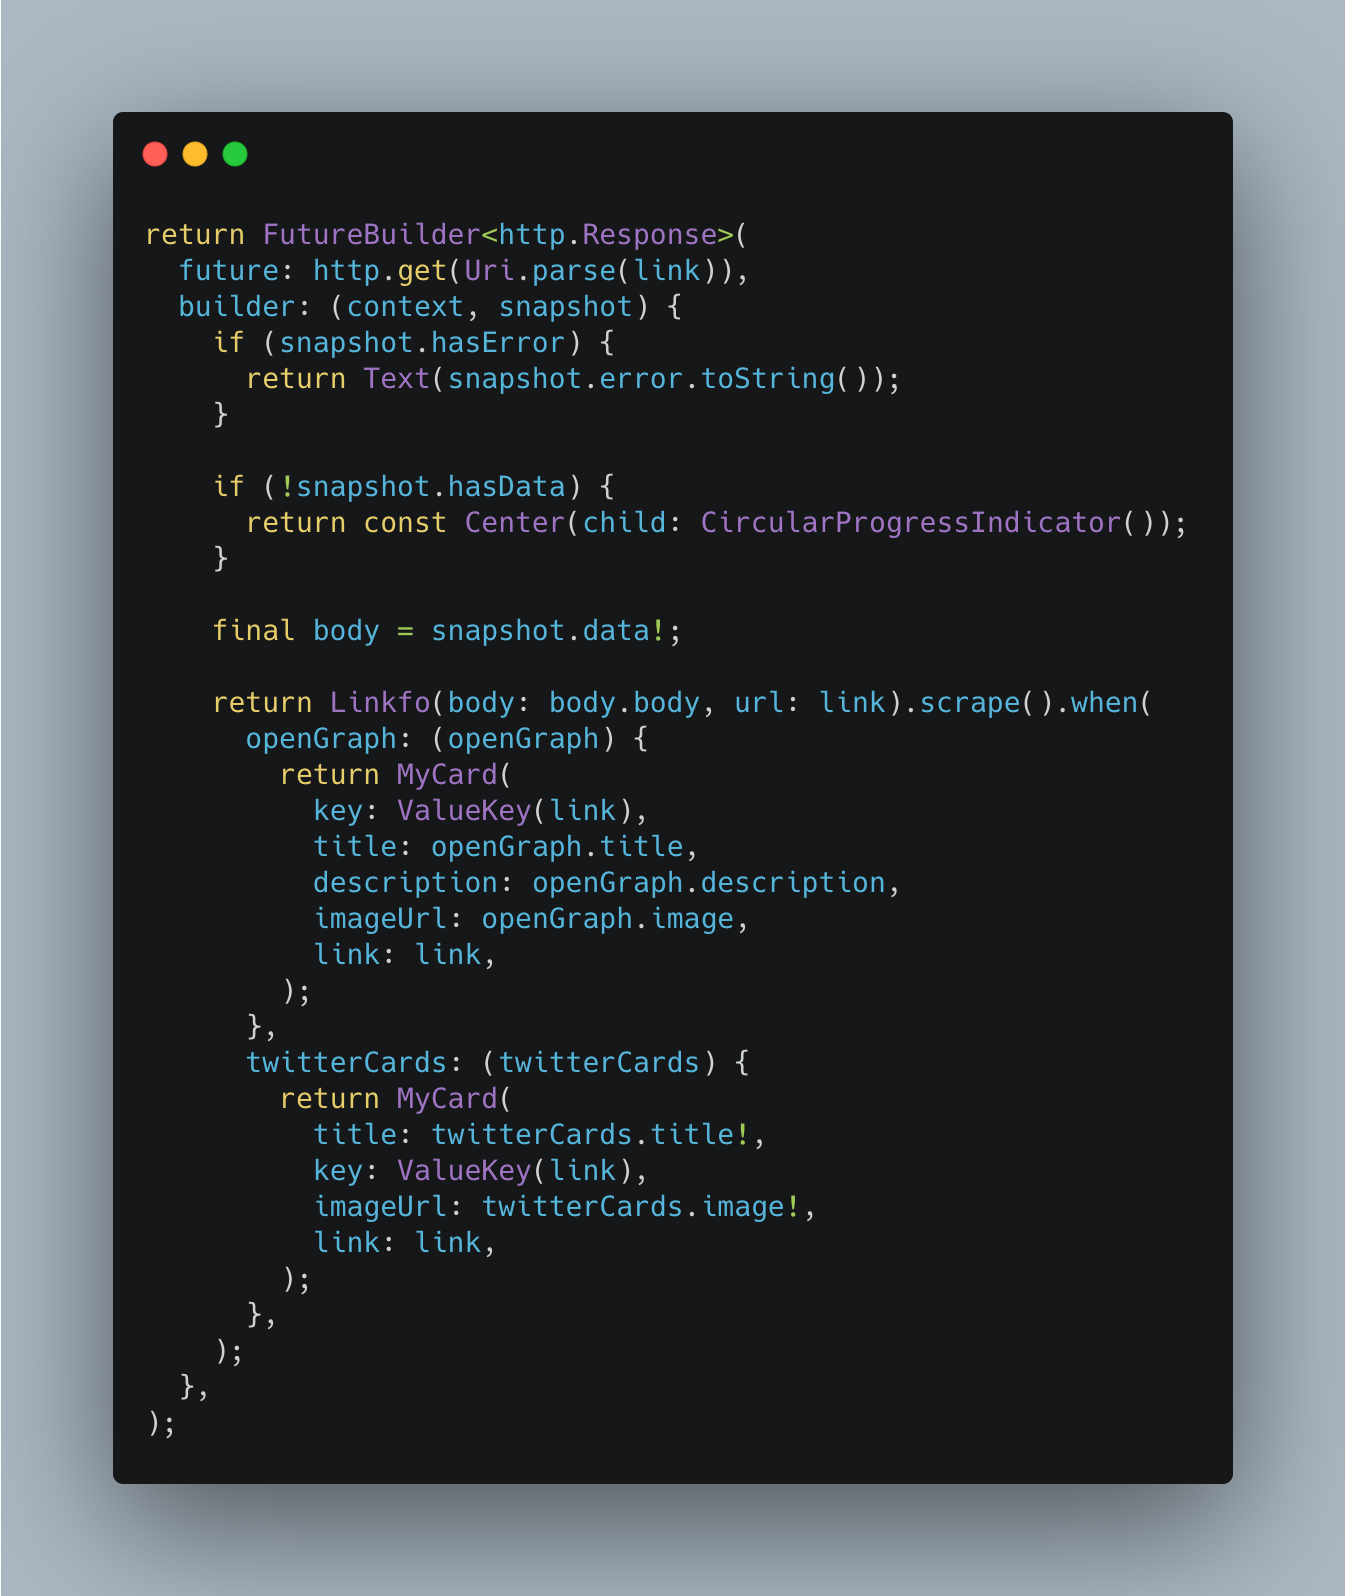 return FutureBuilder<http.Response>(
  future: http.get(Uri.parse(link)),
  builder: (context, snapshot) {
    if (snapshot.hasError) {
      return Text(snapshot.error.toString());
    }

    if (!snapshot.hasData) {
      return const Center(child: CircularProgressIndicator());
    }

    final body = snapshot.data!;

    return Linkfo(body: body.body, url: link).scrape().when(
      openGraph: (openGraph) {
        return MyCard(
          key: ValueKey(link),
          title: openGraph.title,
          description: openGraph.description,
          imageUrl: openGraph.image,
          link: link,
        );
      },
      twitterCards: (twitterCards) {
        return MyCard(
          title: twitterCards.title!,
          key: ValueKey(link),
          imageUrl: twitterCards.image!,
          link: link,
        );
      },
    );
  },
);